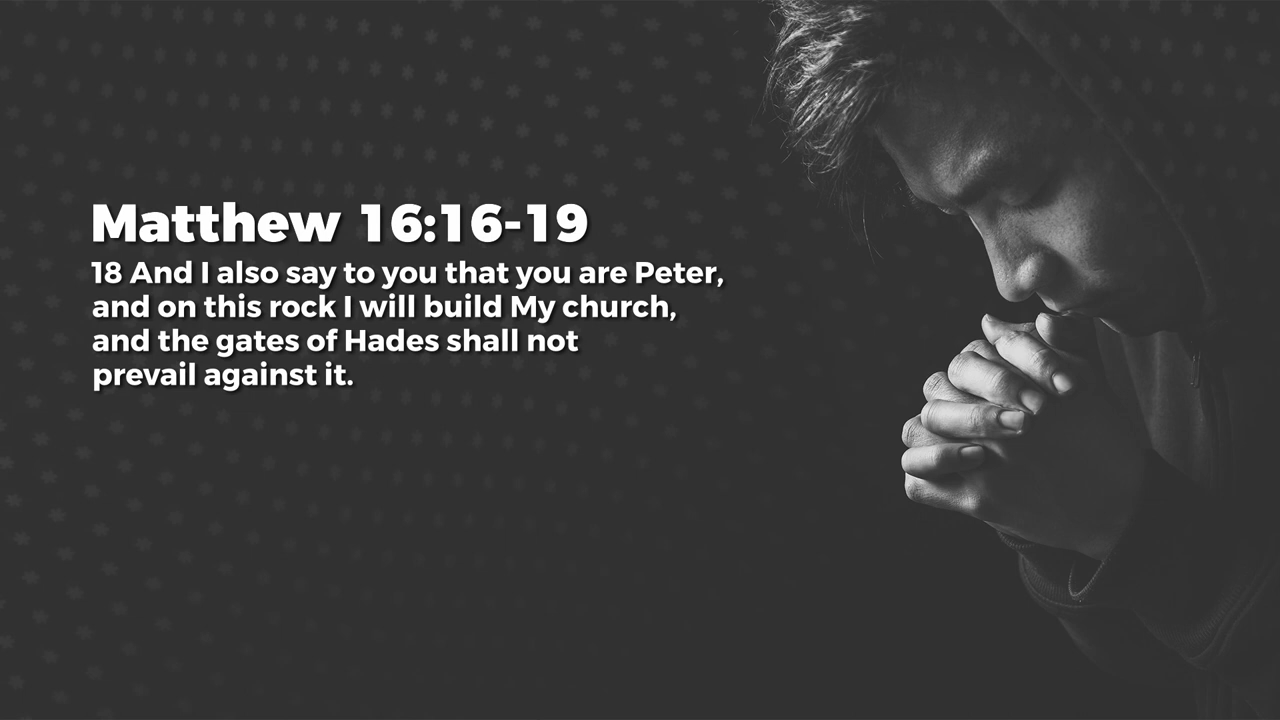 Matthew 16:16-19
18 And I also say to you that you are Peter,
and on this rock I will build My church,
and the gates of Hades shall not
prevail against it.